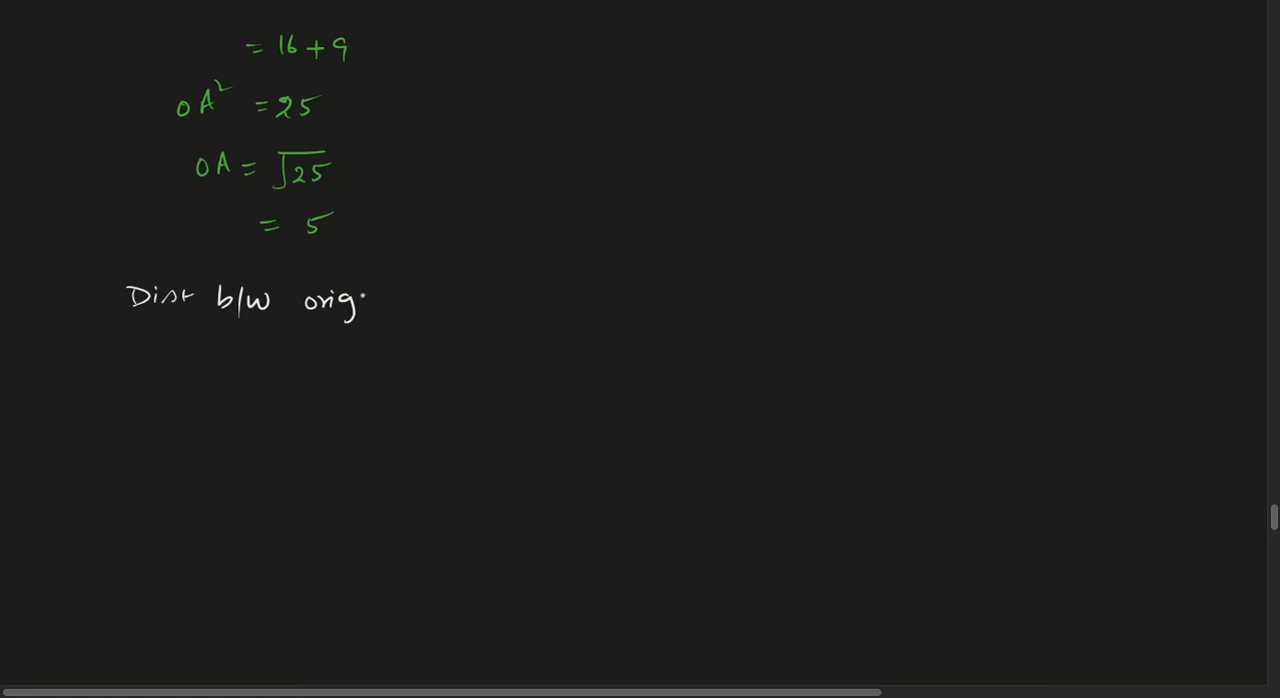 = 16 + 9
OA² = 25
OA = √25
= 5
Dist b/w orig